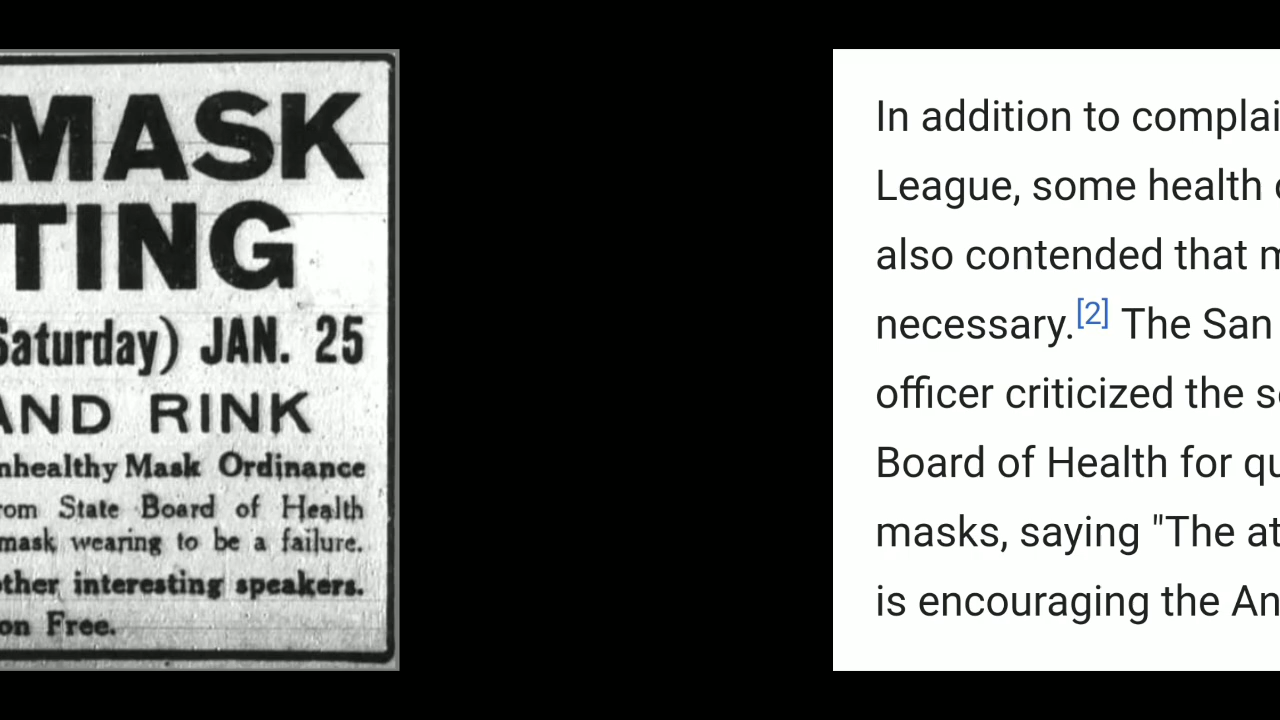 MASK
TING
Saturday) JAN. 25
AND RINK
nhealthy Mask Ordinance
rom State Board of Health
mask wearing to be a failure.
other interesting speakers.
on Free.
In addition to complai
League, some health
also contended that m
necessary.[2] The San
officer criticized the s
Board of Health for qu
masks, saying "The at
is encouraging the An